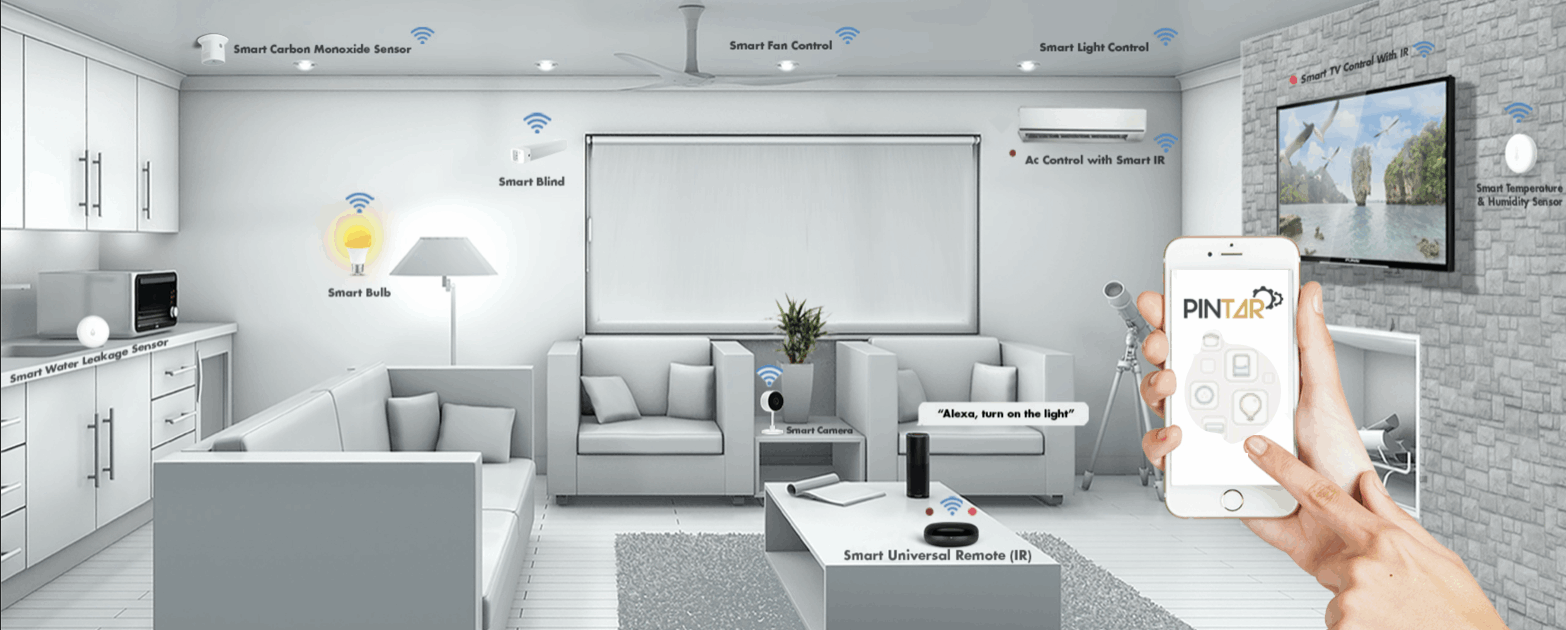 Smart Carbon Monoxide Sensor
Smart Fan Control
Smart Light Control
Smart TV Control With IR
Smart Blind
Ac Control with Smart IR
Smart Temperature
& Humidity Sensor
Smart Bulb
PINTAR
Smart Water Leakage Sensor
"Alexa, turn on the light"
Smart Camera
Smart Universal Remote (IR)